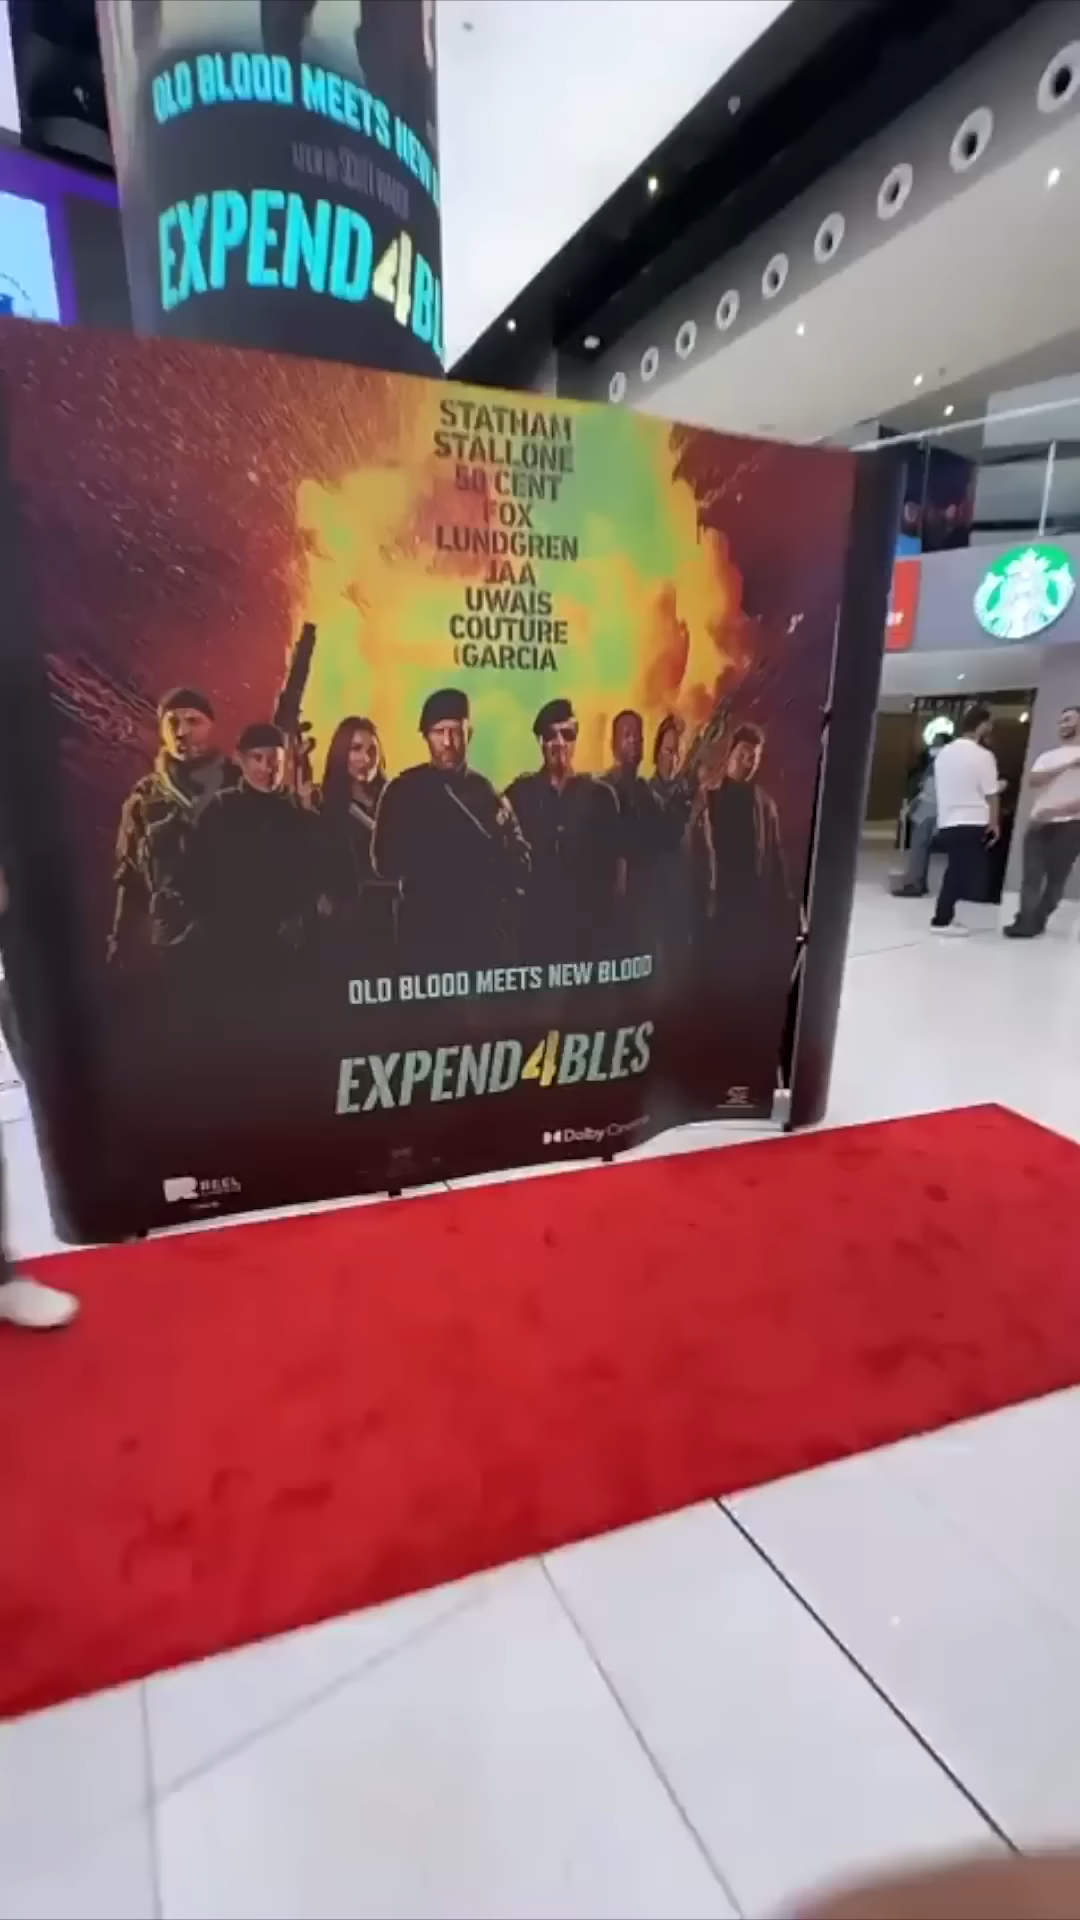 OLD BLOOD MEETS NEW
EXPEND4BL
STATHAM
STALLONE
50 CENT
FOX
LUNDGREN
JAA
UWAIS
COUTURE
GARCIA
OLD BLOOD MEETS NEW BLOOD
EXPEND4BLES
Dolby Cinema
REEL